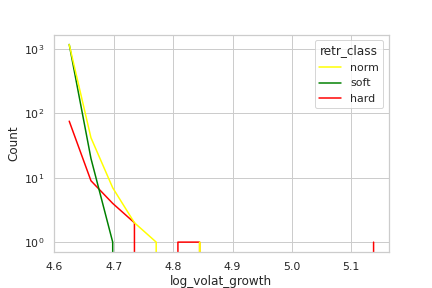 retr_class
norm
soft
hard
10³
10²
10¹
10⁰
Count
4.6 4.7 4.8 4.9 5.0 5.1
log_volat_growth